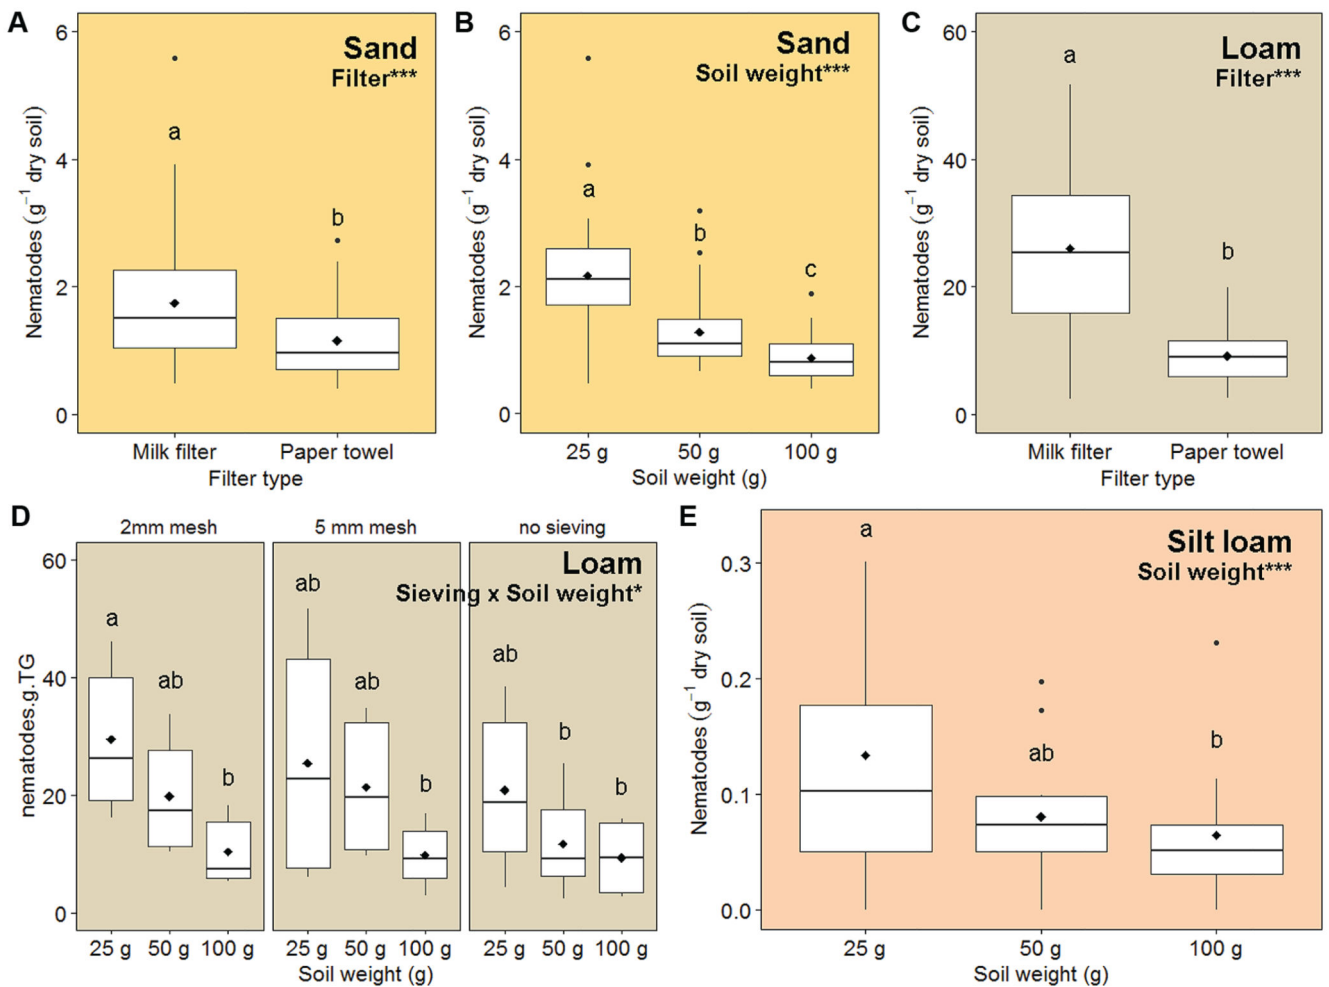 A
Sand
Filter***
Nematodes (g⁻¹ dry soil)
6
4
2
0
a
b
Milk filter
Paper towel
Filter type
B
Sand
Soil weight***
Nematodes (g⁻¹ dry soil)
6
4
2
0
a
b
c
25 g
50 g
100 g
Soil weight (g)
C
Loam
Filter***
Nematodes (g⁻¹ dry soil)
60
40
20
0
a
b
Milk filter
Paper towel
Filter type
D
2mm mesh
5 mm mesh
no sieving
Loam
Sieving x Soil weight*
nematodes.g.TG
60
40
20
0
a
ab
b
ab
ab
b
ab
b
b
25 g 50 g 100 g
25 g 50 g 100 g
25 g 50 g 100 g
Soil weight (g)
E
Silt loam
Soil weight***
Nematodes (g⁻¹ dry soil)
0.3
0.2
0.1
0.0
a
ab
b
25 g
50 g
100 g
Soil weight (g)